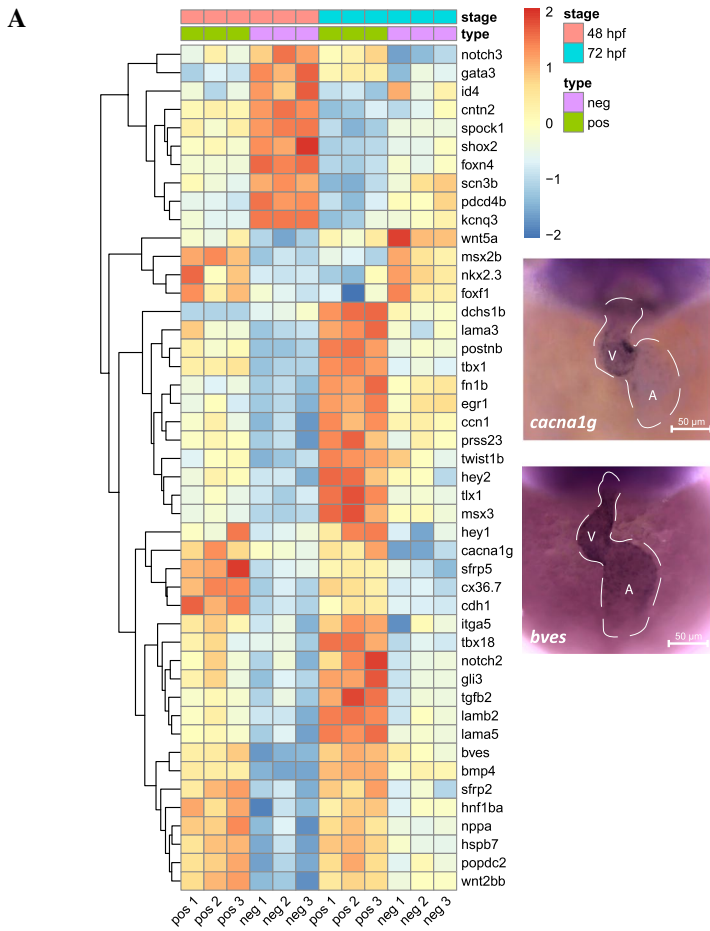 A
stage
type
notch3
gata3
id4
cntn2
spock1
shox2
foxn4
scn3b
pdcd4b
kcnq3
wnt5a
msx2b
nkx2.3
foxf1
dchs1b
lama3
postnb
tbx1
fn1b
egr1
ccn1
prss23
twist1b
hey2
tlx1
msx3
hey1
cacna1g
sfrp5
cx36.7
cdh1
itga5
tbx18
notch2
gli3
tgfb2
lamb2
lama5
bves
bmp4
sfrp2
hnf1ba
nppa
hspb7
popdc2
wnt2bb
pos 1 pos 2 pos 3 neg 1 neg 2 neg 3 pos 1 pos 2 pos 3 neg 1 neg 2 neg 3
2
1
0
−1
−2
stage
48 hpf
72 hpf
type
neg
pos
V
A
cacna1g
50 µm
V
A
bves
50 µm